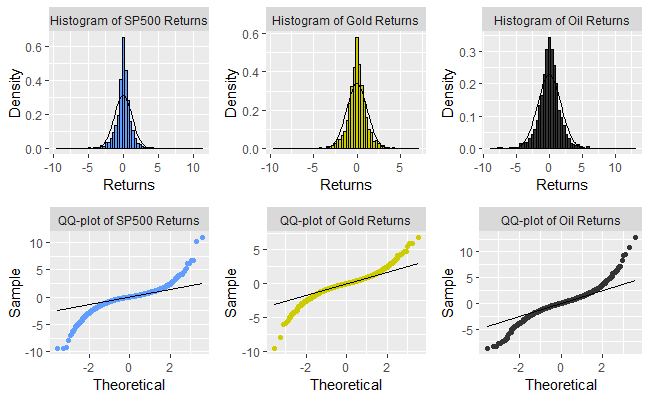 Histogram of SP500 Returns
Histogram of Gold Returns
Histogram of Oil Returns
Density
0.6
0.4
0.2
0.0
-10 -5 0 5 10
Returns
Density
0.6
0.4
0.2
0.0
-10 -5 0 5
Returns
Density
0.3
0.2
0.1
0.0
-10 -5 0 5 10
Returns
QQ-plot of SP500 Returns
QQ-plot of Gold Returns
QQ-plot of Oil Returns
Sample
10
5
0
-5
-10
-2 0 2
Theoretical
Sample
5
0
-5
-10
-2 0 2
Theoretical
Sample
10
5
0
-5
-2 0 2
Theoretical